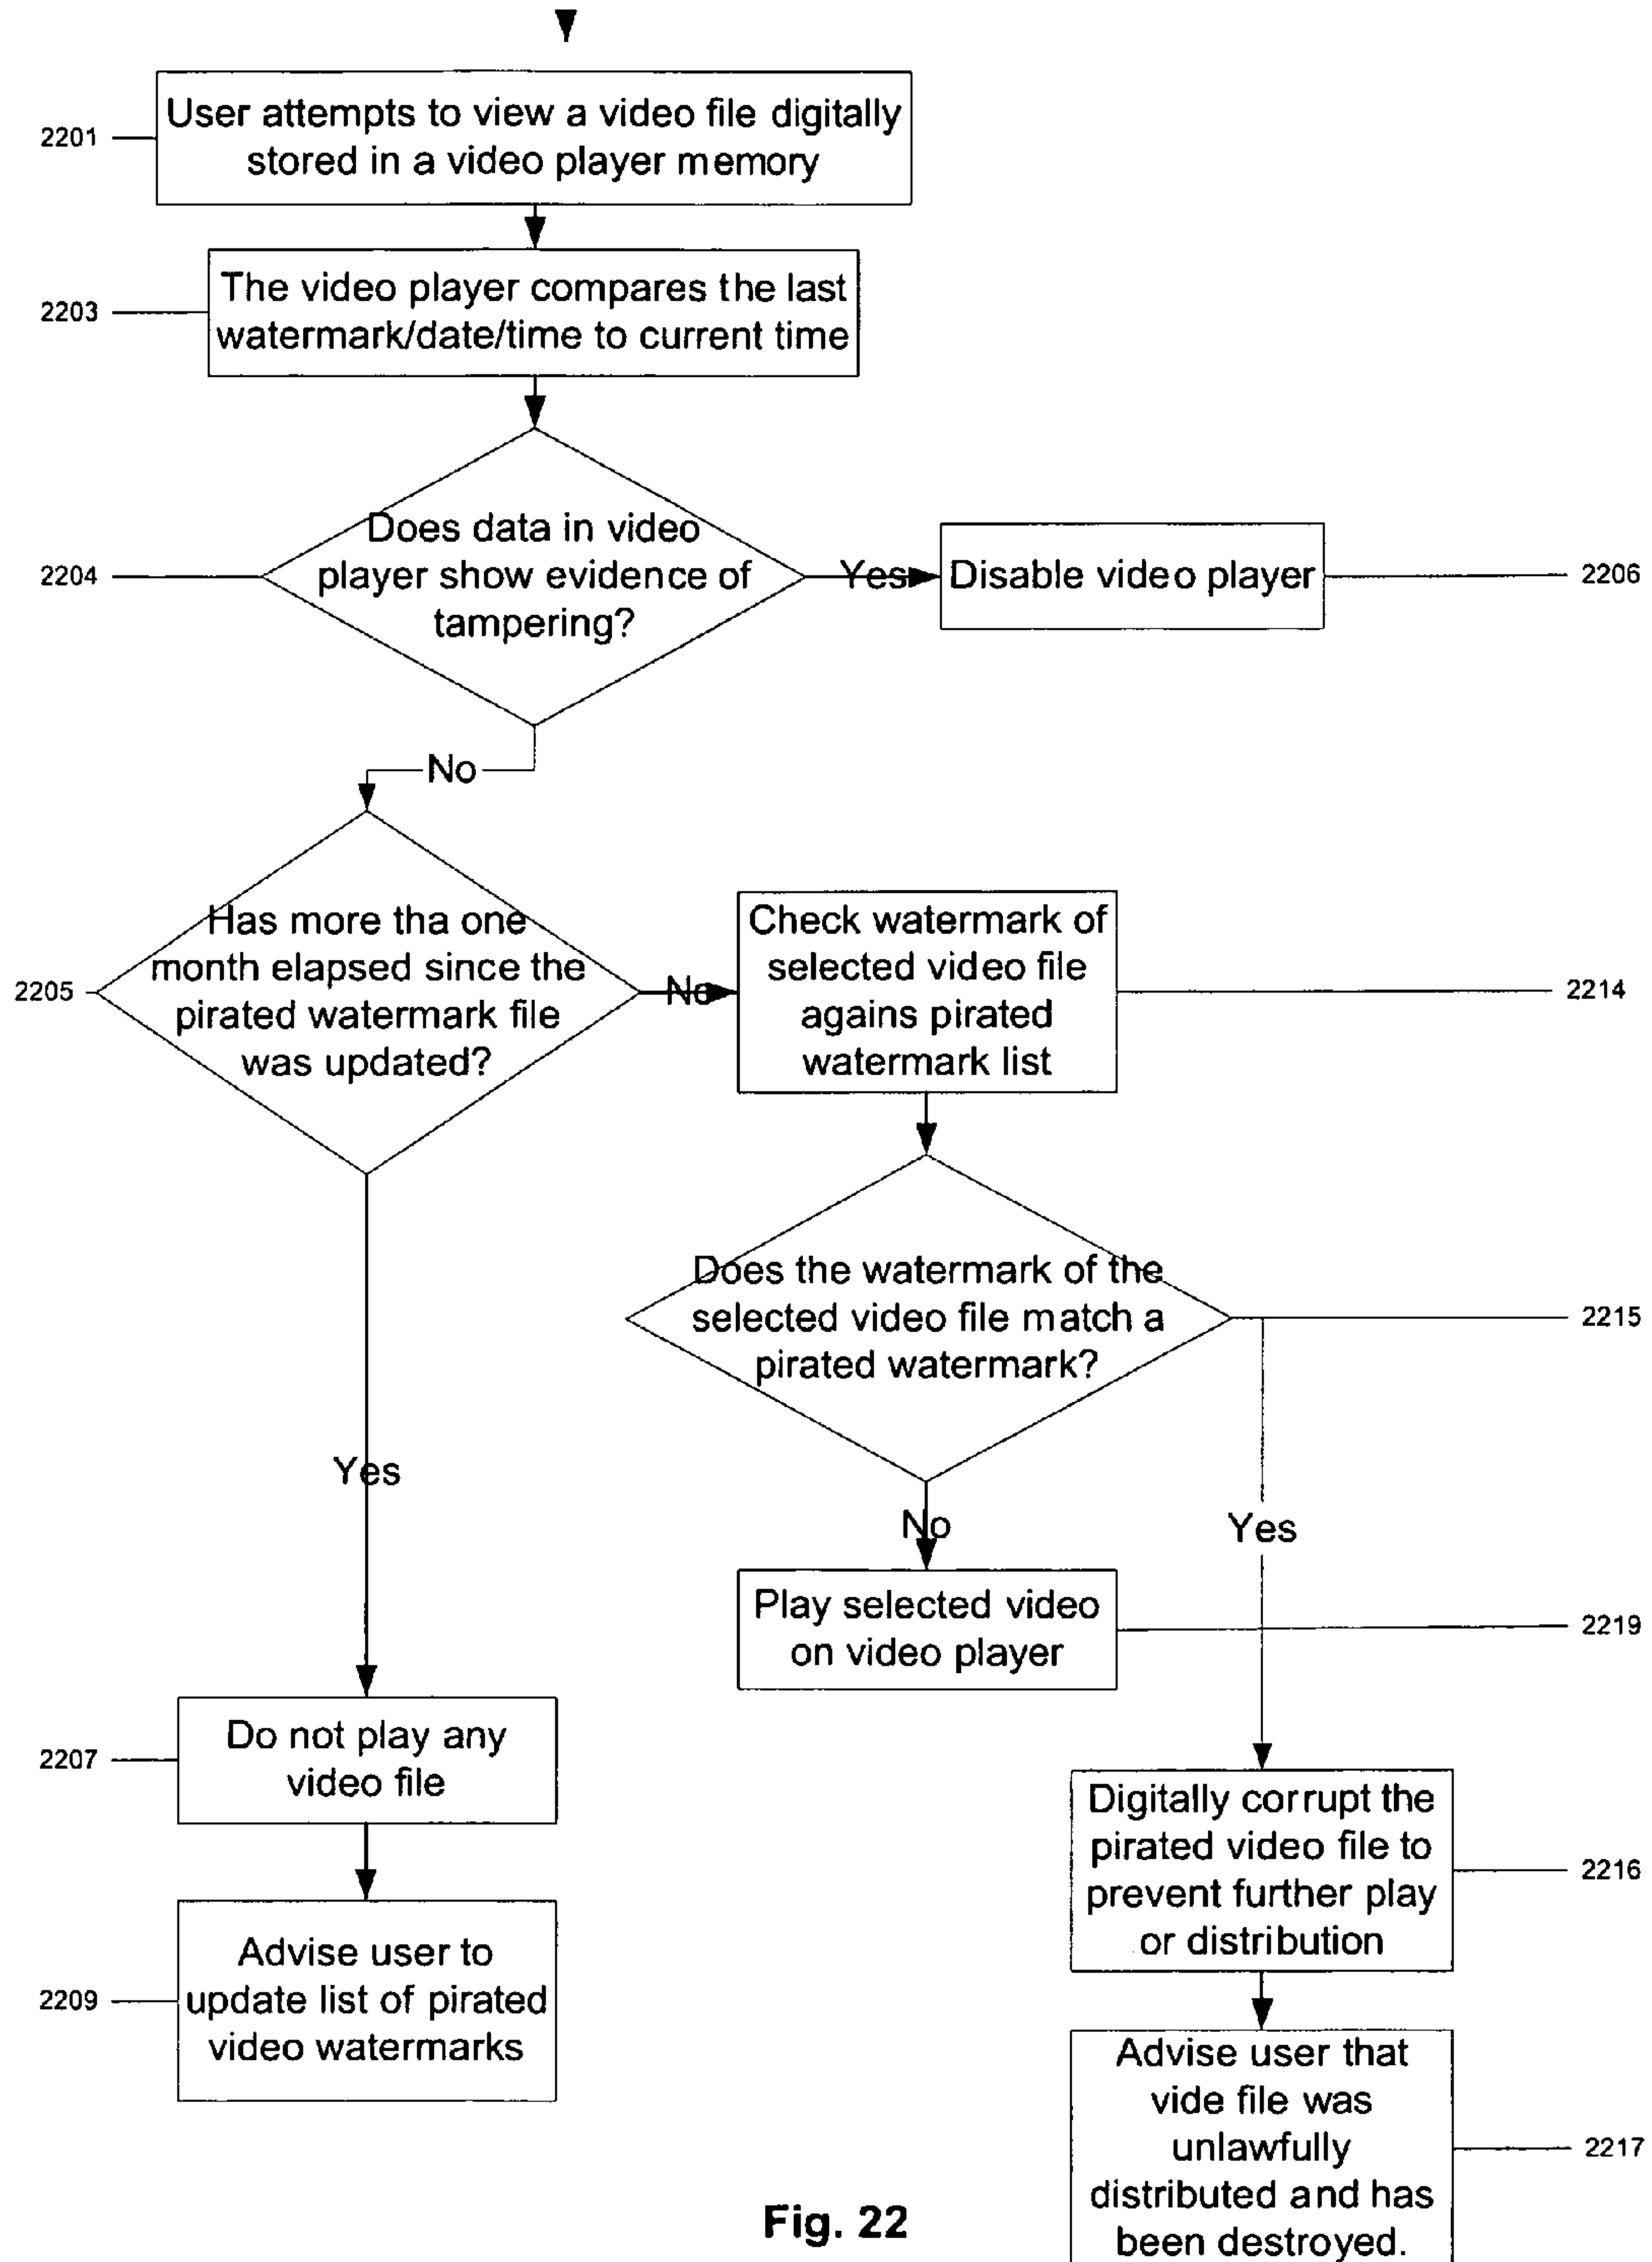 2201
User attempts to view a video file digitally
stored in a video player memory
2203
The video player compares the last
watermark/date/time to current time
2204
Does data in video
player show evidence of
tampering?
Yes
Disable video player
2206
No
2205
Has more tha one
month elapsed since the
pirated watermark file
was updated?
No
Check watermark of
selected video file
agains pirated
watermark list
2214
Does the watermark of the
selected video file match a
pirated watermark?
2215
Yes
No
Yes
Play selected video
on video player
2219
2207
Do not play any
video file
Digitally corrupt the
pirated video file to
prevent further play
or distribution
2216
2209
Advise user to
update list of pirated
video watermarks
Advise user that
vide file was
unlawfully
distributed and has
been destroyed.
2217
Fig. 22